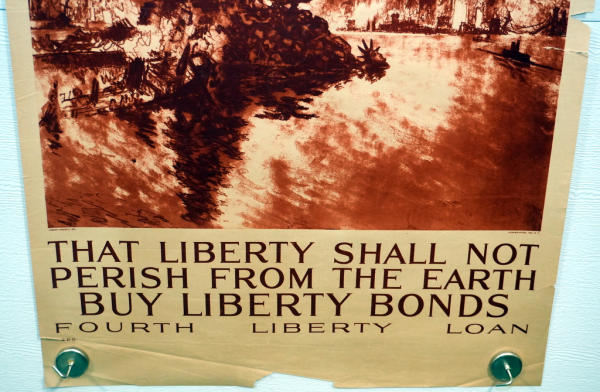 THAT LIBERTY SHALL NOT
PERISH FROM THE EARTH
BUY LIBERTY BONDS
FOURTH LIBERTY LOAN